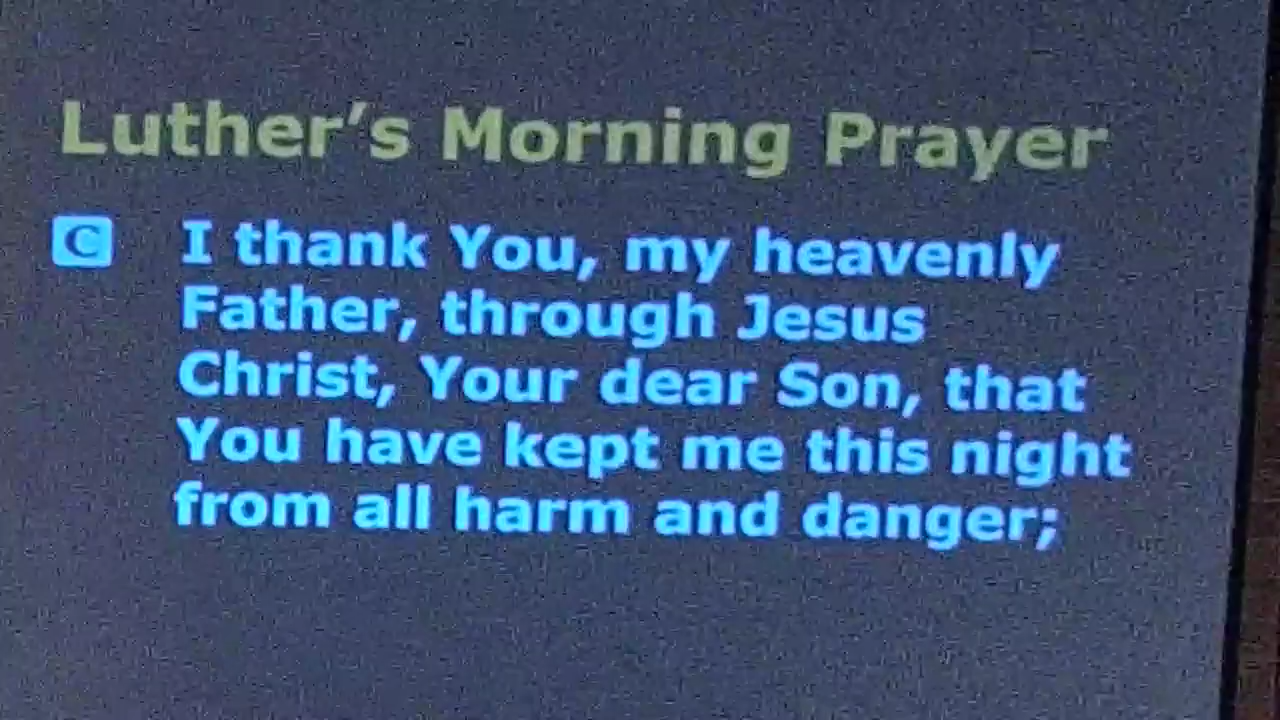 Luther’s Morning Prayer
C I thank You, my heavenly
Father, through Jesus
Christ, Your dear Son, that
You have kept me this night
from all harm and danger;